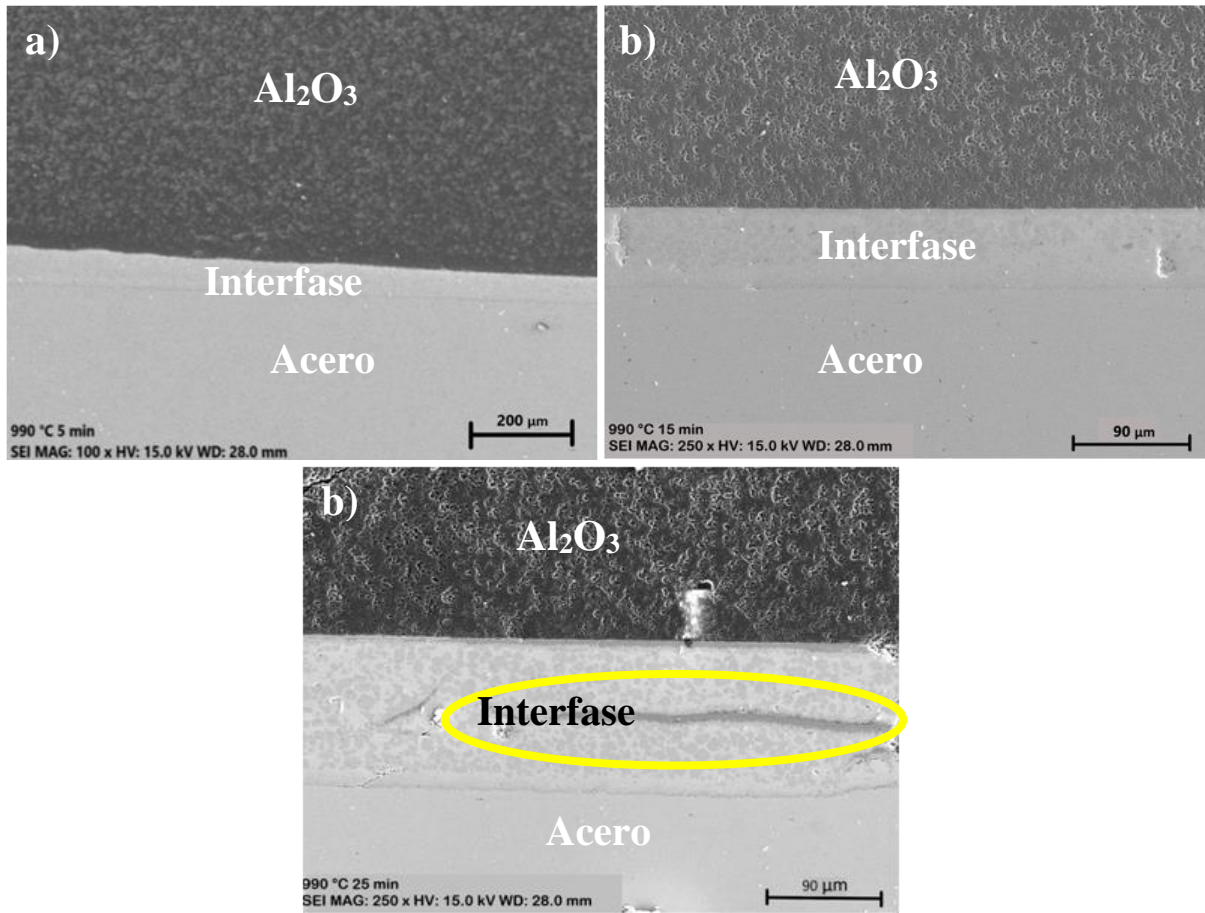 a)
Al₂O₃
Interfase
Acero
200 µm
990 °C 5 min
SEI MAG: 100 x HV: 15.0 kV WD: 28.0 mm
b)
Al₂O₃
Interfase
Acero
90 µm
990 °C 15 min
SEI MAG: 250 x HV: 15.0 kV WD: 28.0 mm
b)
Al₂O₃
Interfase
Acero
90 µm
990 °C 25 min
SEI MAG: 250 x HV: 15.0 kV WD: 28.0 mm